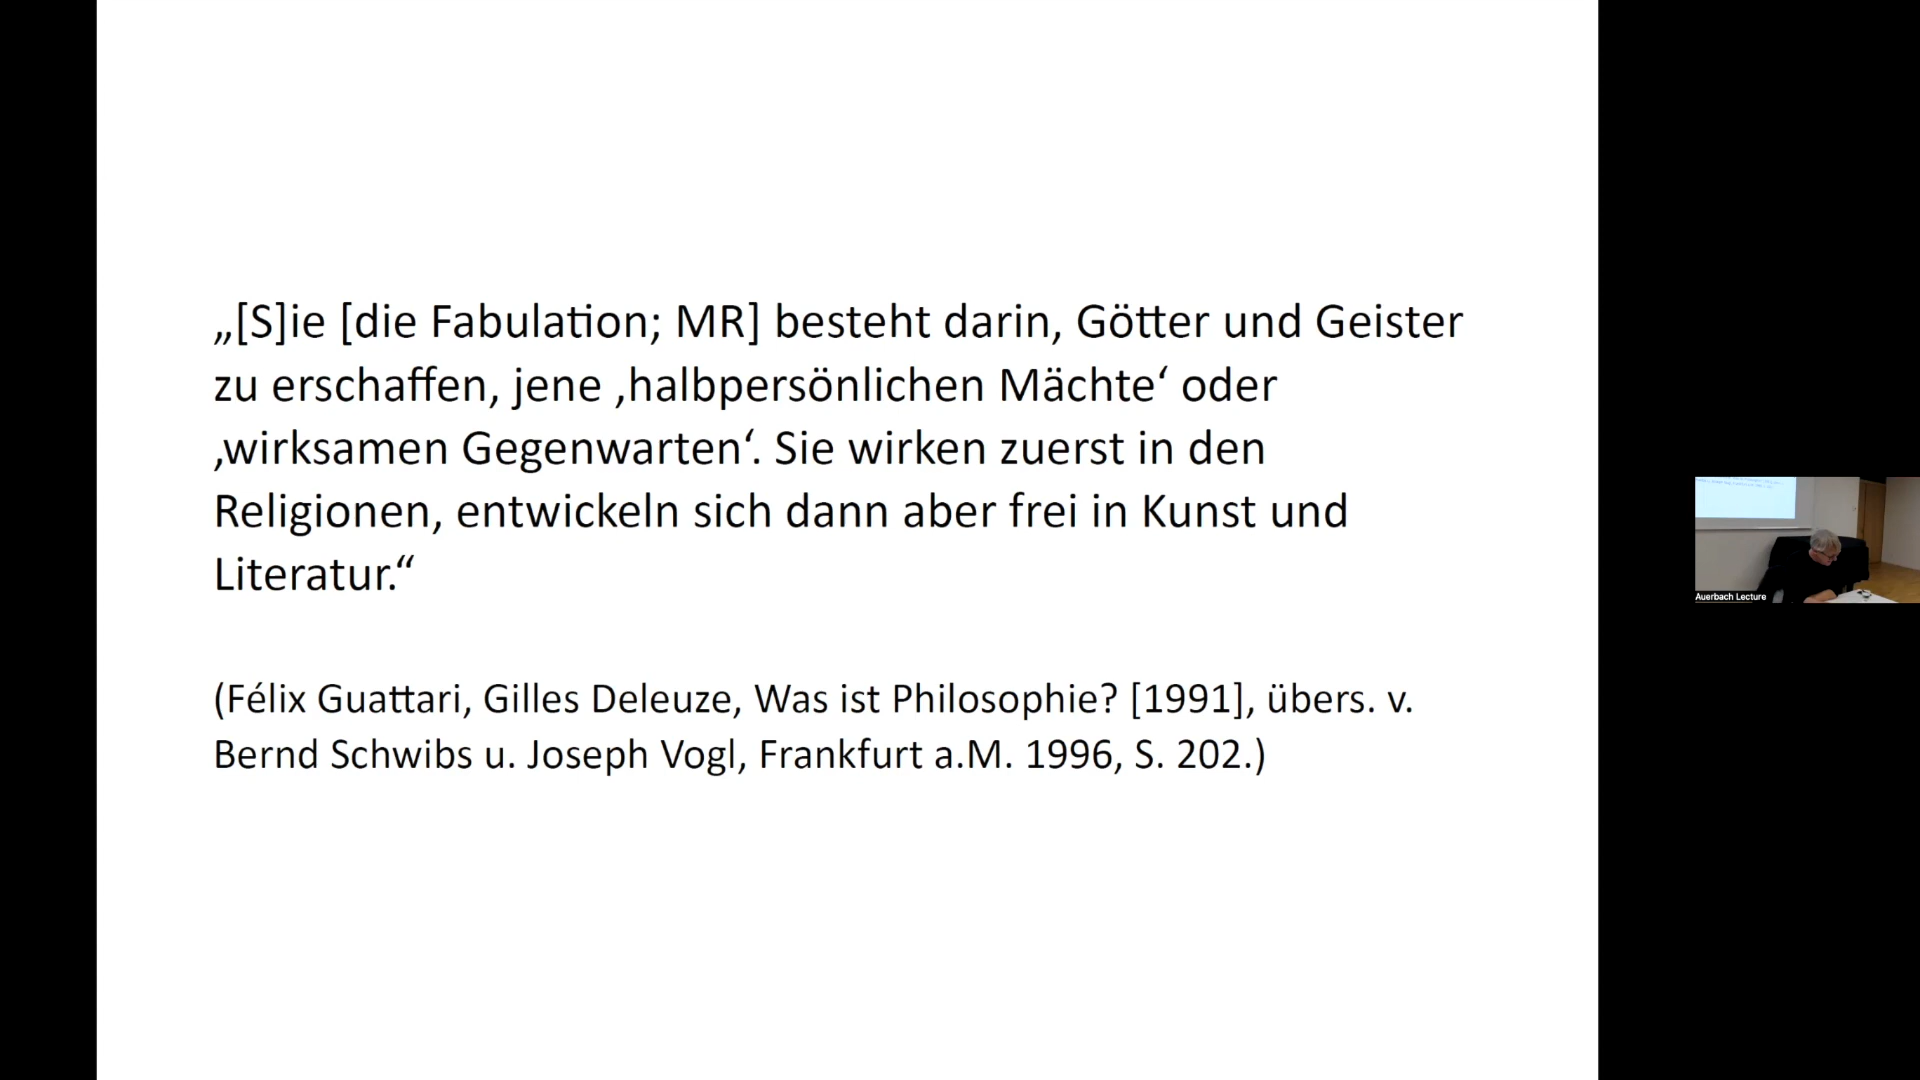 „[S]ie [die Fabulation; MR] besteht darin, Götter und Geister
zu erschaffen, jene ‚halbpersönlichen Mächte‘ oder
‚wirksamen Gegenwarten‘. Sie wirken zuerst in den
Religionen, entwickeln sich dann aber frei in Kunst und
Literatur.“
(Félix Guattari, Gilles Deleuze, Was ist Philosophie? [1991], übers. v.
Bernd Schwibs u. Joseph Vogl, Frankfurt a.M. 1996, S. 202.)
Auerbach Lecture